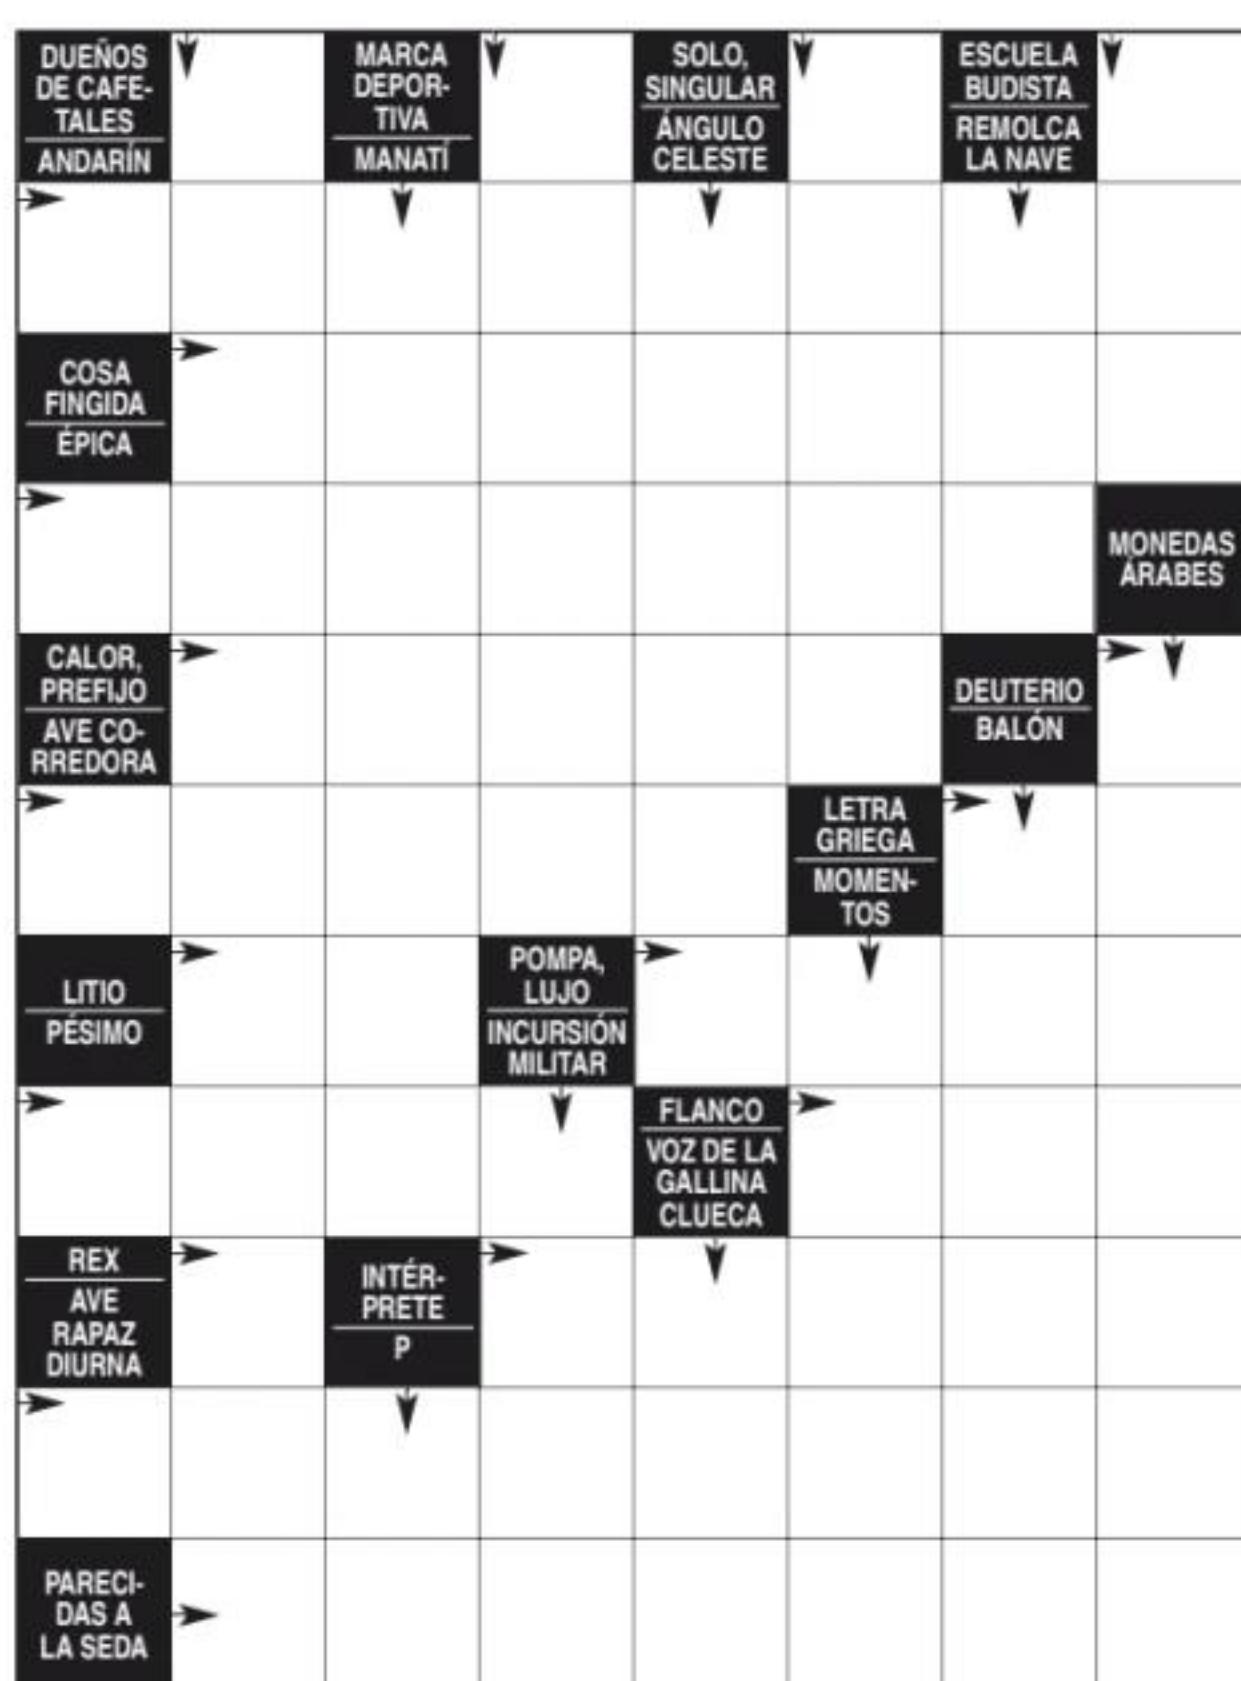 DUEÑOS
DE CAFE-
TALES
ANDARÍN
MARCA
DEPOR-
TIVA
MANATÍ
SOLO,
SINGULAR
ÁNGULO
CELESTE
ESCUELA
BUDISTA
REMOLCA
LA NAVE
COSA
FINGIDA
ÉPICA
MONEDAS
ÁRABES
CALOR,
PREFIJO
AVE CO-
RREDORA
DEUTERIO
BALÓN
LETRA
GRIEGA
MOMEN-
TOS
LITIO
PÉSIMO
POMPA,
LUJO
INCURSIÓN
MILITAR
FLANCO
VOZ DE LA
GALLINA
CLUECA
REX
AVE
RAPAZ
DIURNA
INTÉR-
PRETE
P
PARECI-
DAS A
LA SEDA